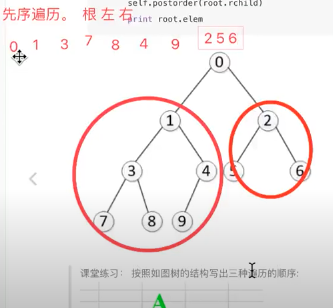 self.postorder(root.rchild)
先序遍历。 根 左 右
print root.elem
0 1 3 7 8 4 9 2 5 6
0
1 2
3 4 5 6
7 8 9
课堂练习： 按照如图树的结构写出三种遍历的顺序:
A